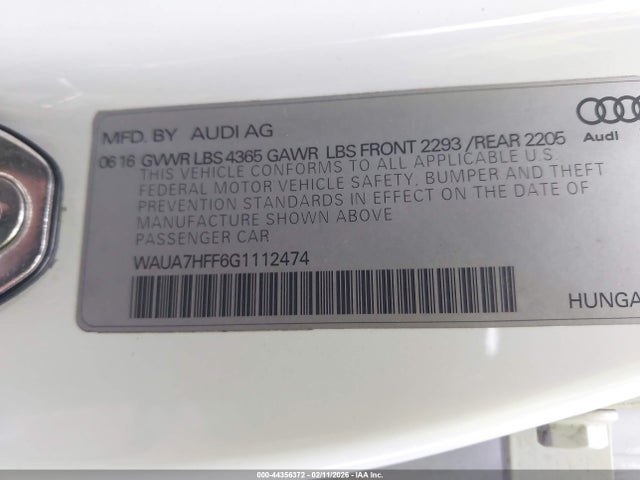 MFD. BY AUDI AG
Audi
06 16 GVWR LBS 4365 GAWR LBS FRONT 2293 /REAR 2205
THIS VEHICLE CONFORMS TO ALL APPLICABLE U.S.
FEDERAL MOTOR VEHICLE SAFETY, BUMPER AND THEFT
PREVENTION STANDARDS IN EFFECT ON THE DATE OF
MANUFACTURE SHOWN ABOVE
PASSENGER CAR
WAUA7HFF6G1112474
HUNGA
000-44356372 - 02/11/2026 - IAA Inc.